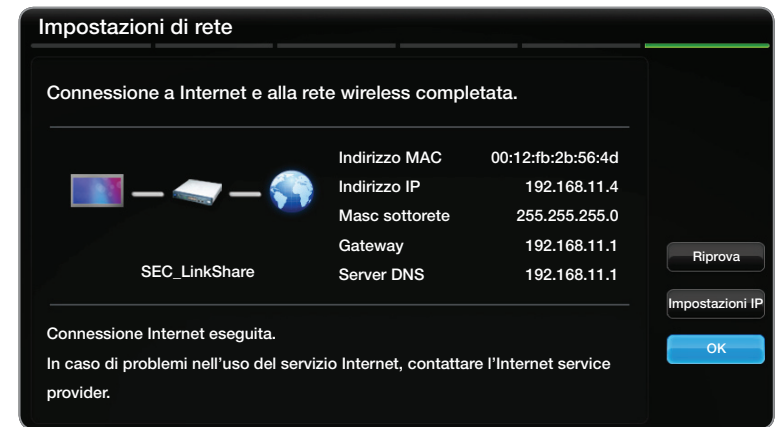 Impostazioni di rete
Connessione a Internet e alla rete wireless completata.
Indirizzo MAC 00:12:fb:2b:56:4d
Indirizzo IP 192.168.11.4
Masc sottorete 255.255.255.0
Gateway 192.168.11.1
Server DNS 192.168.11.1
SEC_LinkShare
Connessione Internet eseguita.
In caso di problemi nell’uso del servizio Internet, contattare l’Internet service
provider.
Riprova
Impostazioni IP
OK